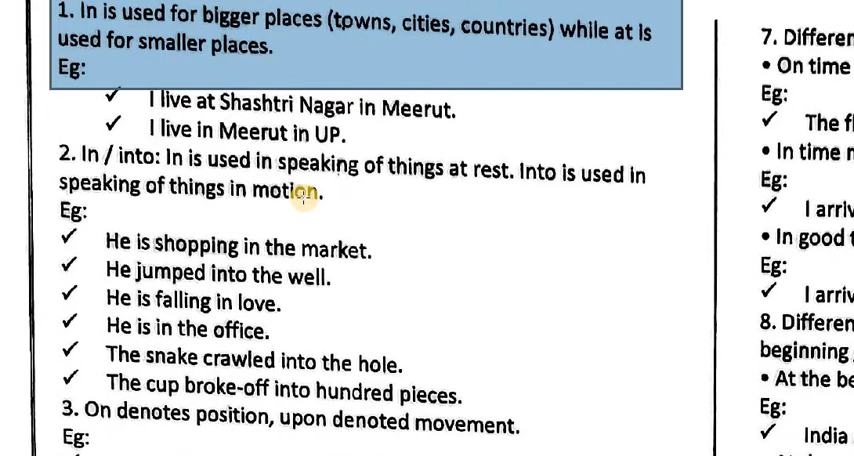 1. In is used for bigger places (towns, cities, countries) while at is
used for smaller places.
Eg:
✓ I live at Shashtri Nagar in Meerut.
✓ I live in Meerut in UP.
2. In / into: In is used in speaking of things at rest. Into is used in
speaking of things in motion.
Eg:
✓ He is shopping in the market.
✓ He jumped into the well.
✓ He is falling in love.
✓ He is in the office.
✓ The snake crawled into the hole.
✓ The cup broke-off into hundred pieces.
3. On denotes position, upon denoted movement.
Eg:
7. Differen
• On time
Eg:
✓ The fl
• In time
Eg:
✓ I arriv
• In good t
Eg:
✓ I arriv
8. Differen
beginning
• At the be
Eg:
✓ India